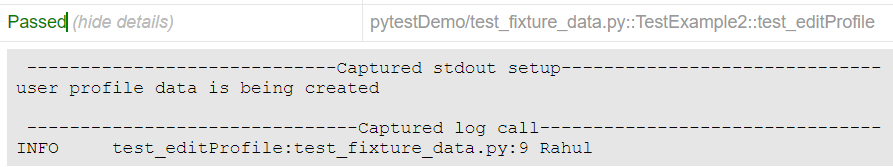 Passed (hide details) pytestDemo/test_fixture_data.py::TestExample2::test_editProfile
-----------------------------Captured stdout setup------------------------------
user profile data is being created
-------------------------------Captured log call--------------------------------
INFO     test_editProfile:test_fixture_data.py:9 Rahul